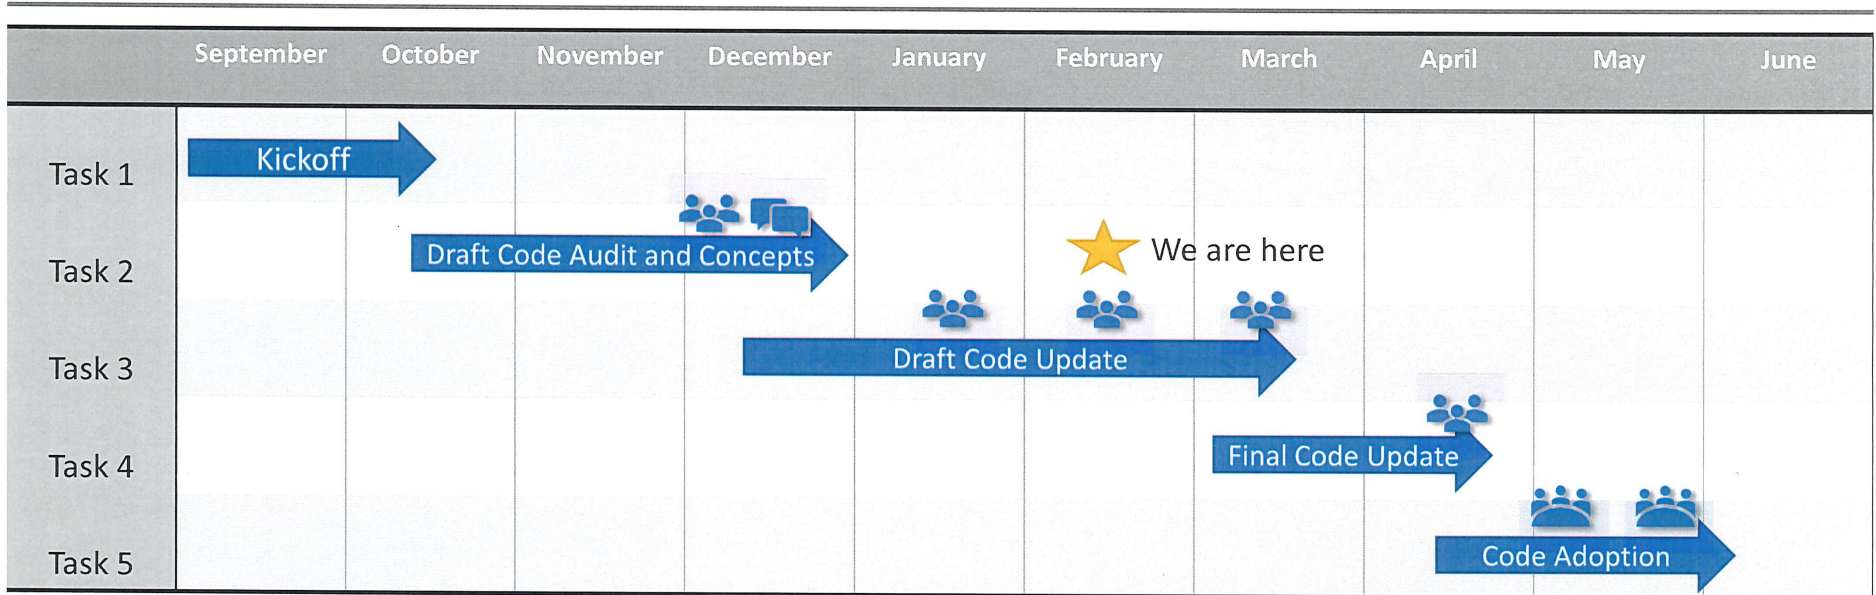 September October November December January February March April May June
Task 1
Kickoff
Task 2
Draft Code Audit and Concepts
We are here
Task 3
Draft Code Update
Task 4
Final Code Update
Task 5
Code Adoption